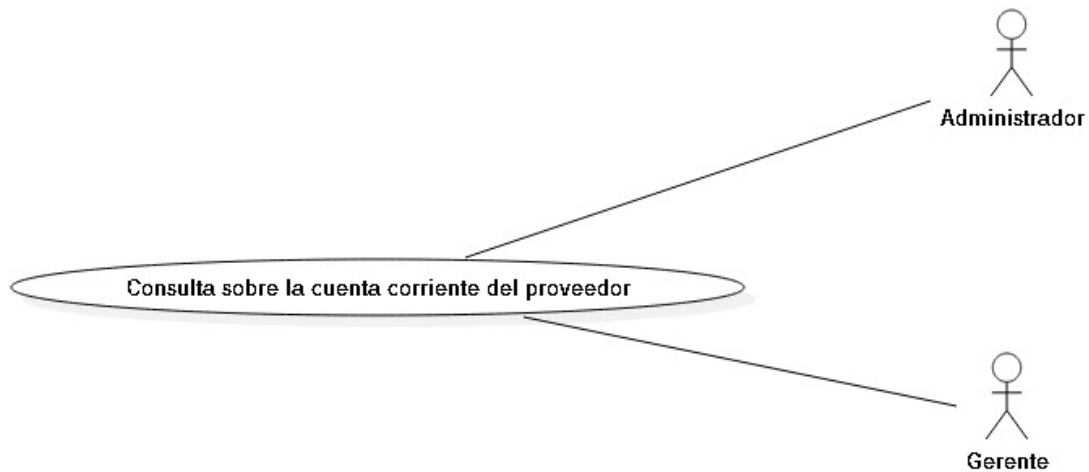 Administrador
Consulta sobre la cuenta corriente del proveedor
Gerente